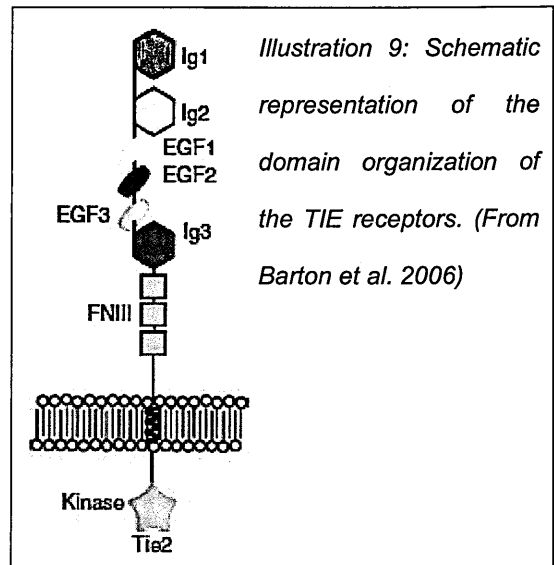 Ig1
Ig2
EGF1
EGF2
EGF3
Ig3
FNIII
Kinase
Tie2
Illustration 9: Schematic
representation of the
domain organization of
the TIE receptors. (From
Barton et al. 2006)